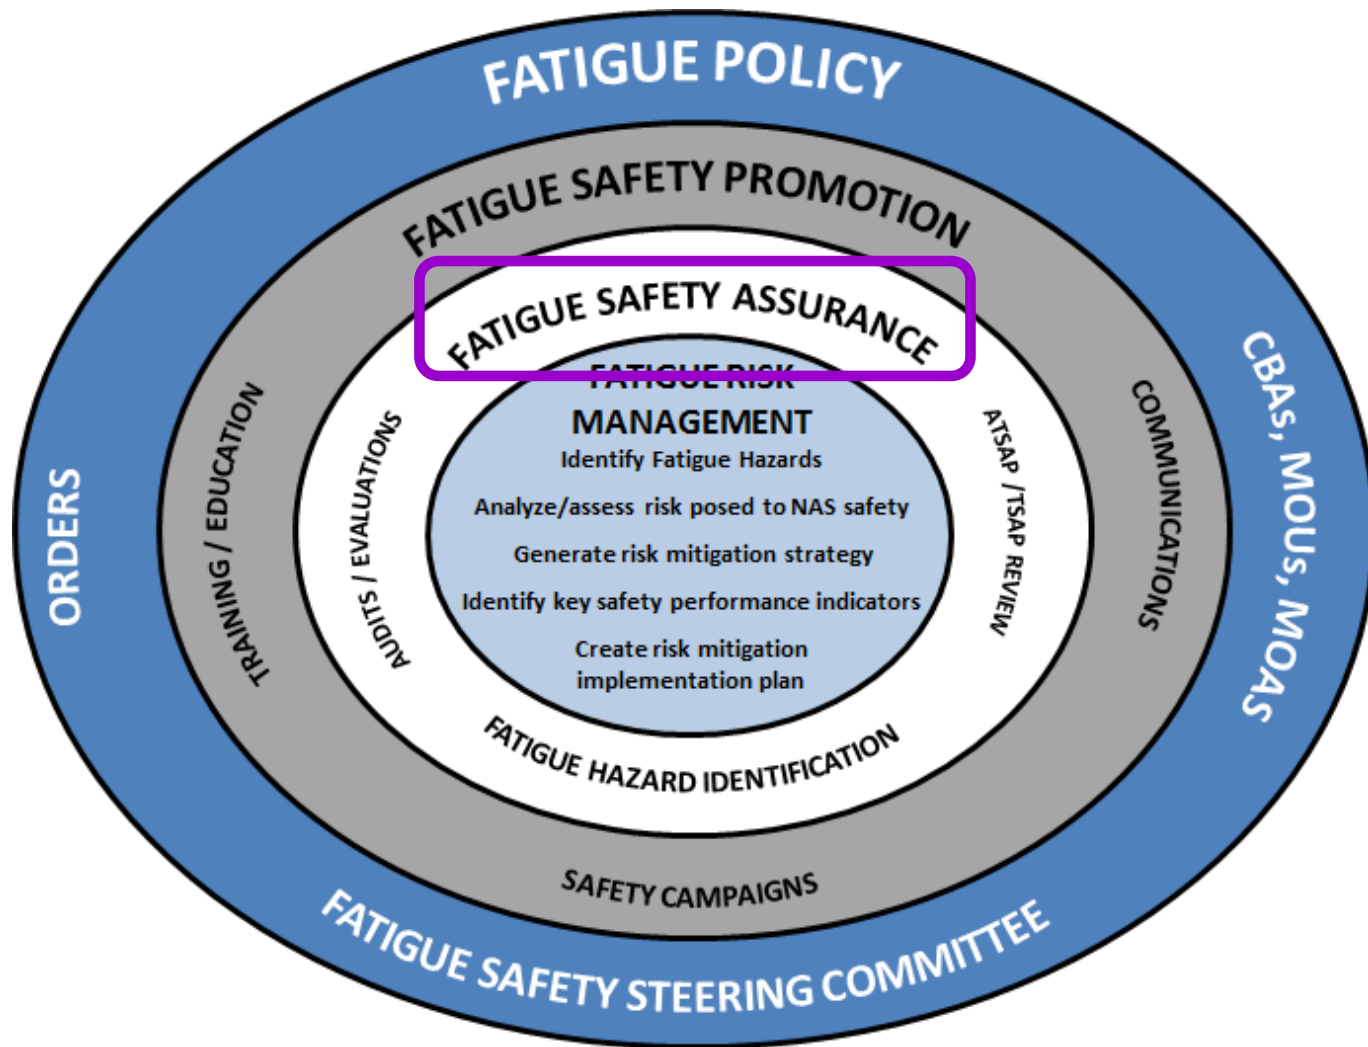 FATIGUE POLICY
FATIGUE SAFETY PROMOTION
FATIGUE SAFETY ASSURANCE
FATIGUE RISK
MANAGEMENT
Identify Fatigue Hazards
Analyze/assess risk posed to NAS safety
Generate risk mitigation strategy
Identify key safety performance indicators
Create risk mitigation
implementation plan
ORDERS
TRAINING / EDUCATION
AUDITS / EVALUATIONS
ATSAP /TSAP REVIEW
COMMUNICATIONS
CBAs, MOUs, MOAS
FATIGUE HAZARD IDENTIFICATION
SAFETY CAMPAIGNS
FATIGUE SAFETY STEERING COMMITTEE